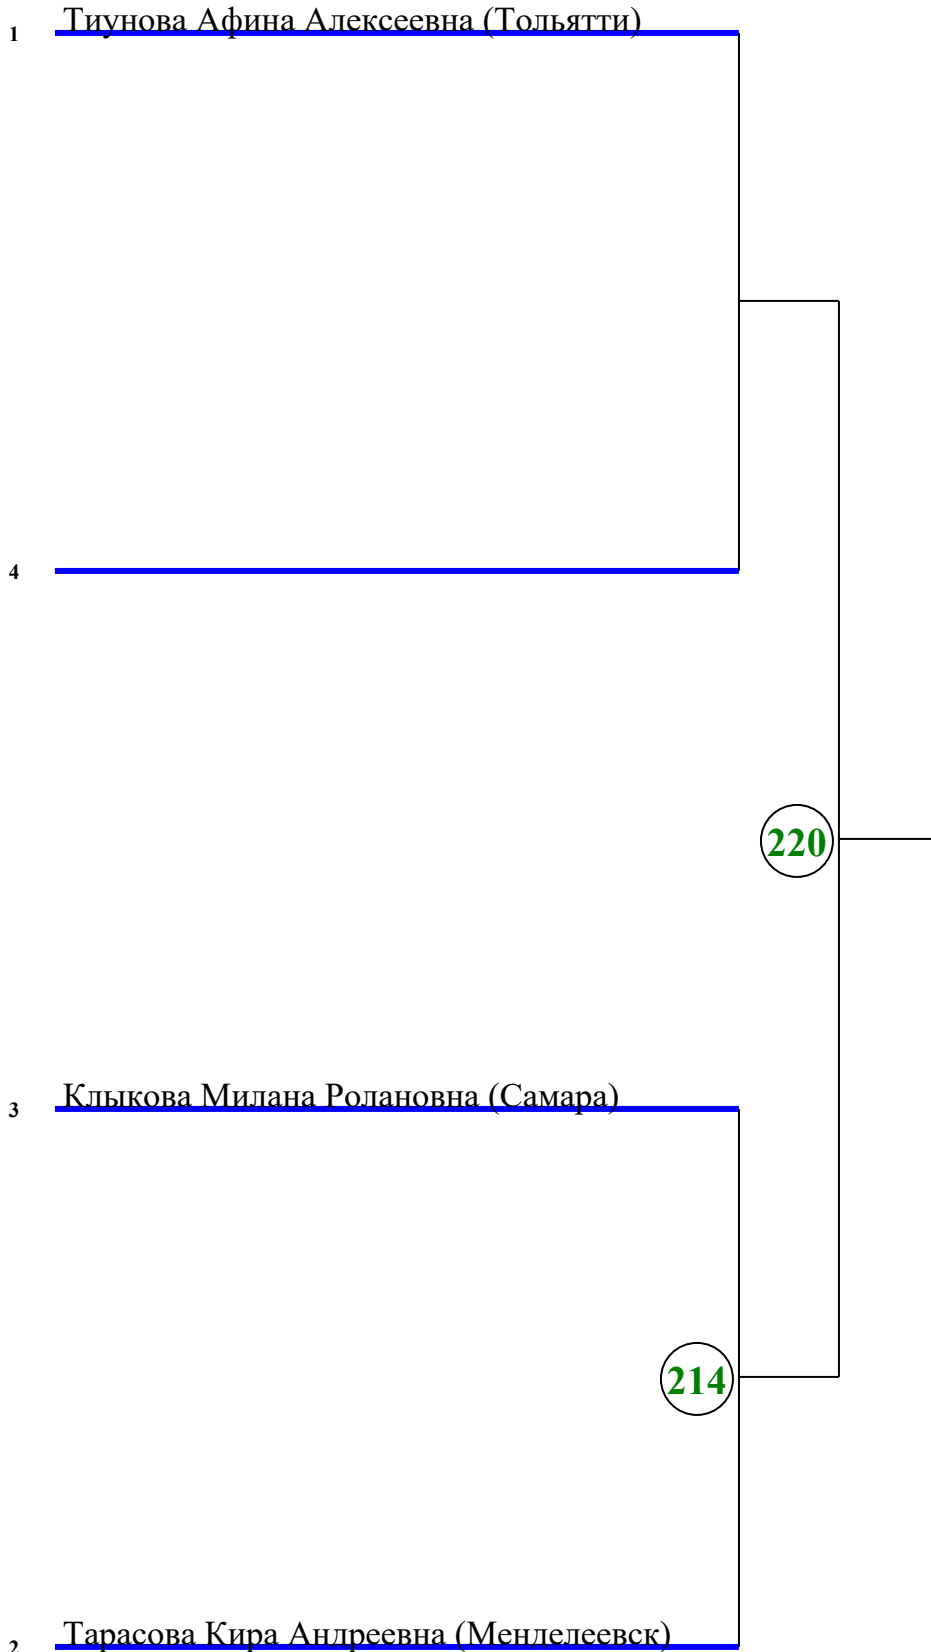 1 Тиунова Афина Алексеевна (Тольятти)
4
220
3 Клыкова Милана Ролановна (Самара)
214
2 Тарасова Кира Андреевна (Менделеевск)